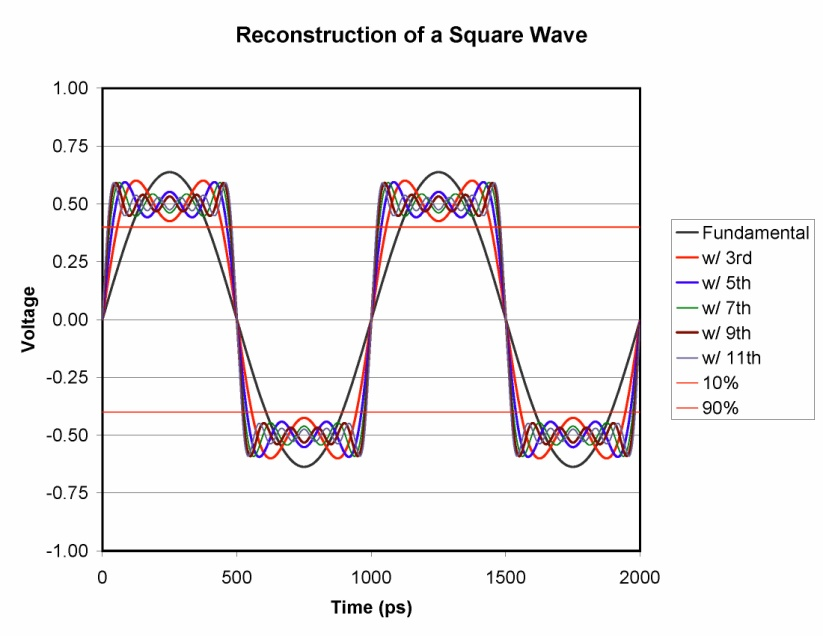 Reconstruction of a Square Wave
1.00
0.75
0.50
0.25
0.00
-0.25
-0.50
-0.75
-1.00
Voltage
0 500 1000 1500 2000
Time (ps)
Fundamental
w/ 3rd
w/ 5th
w/ 7th
w/ 9th
w/ 11th
10%
90%